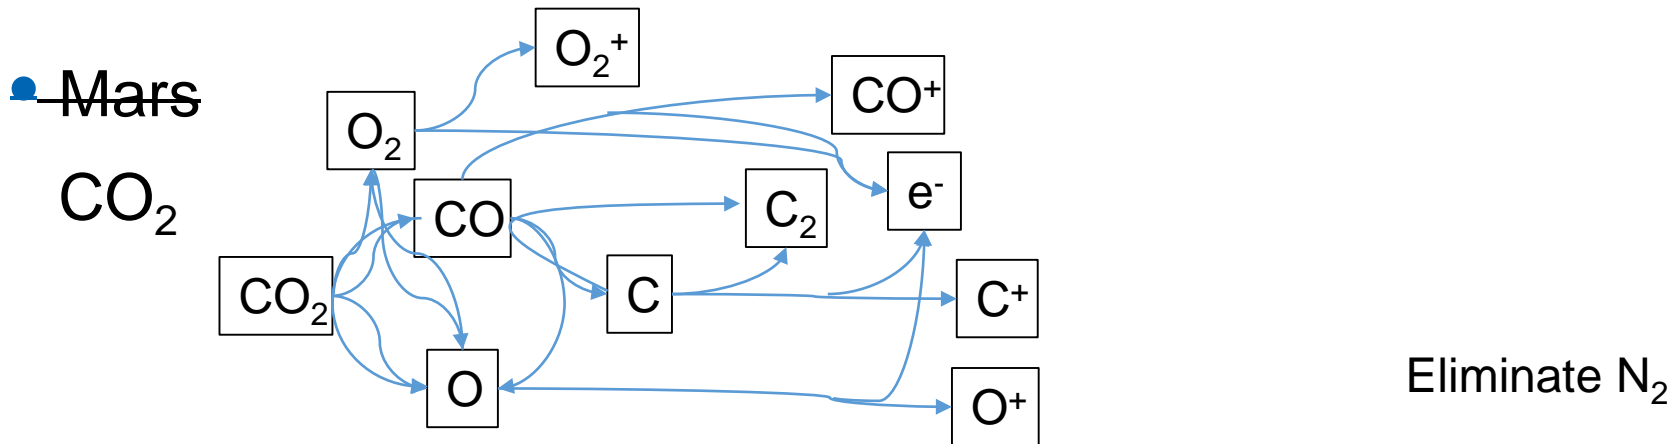 O₂⁺
Mars
CO⁺
O₂
e⁻
CO₂
C₂
CO
CO₂
C
C⁺
O
O⁺
Eliminate N₂